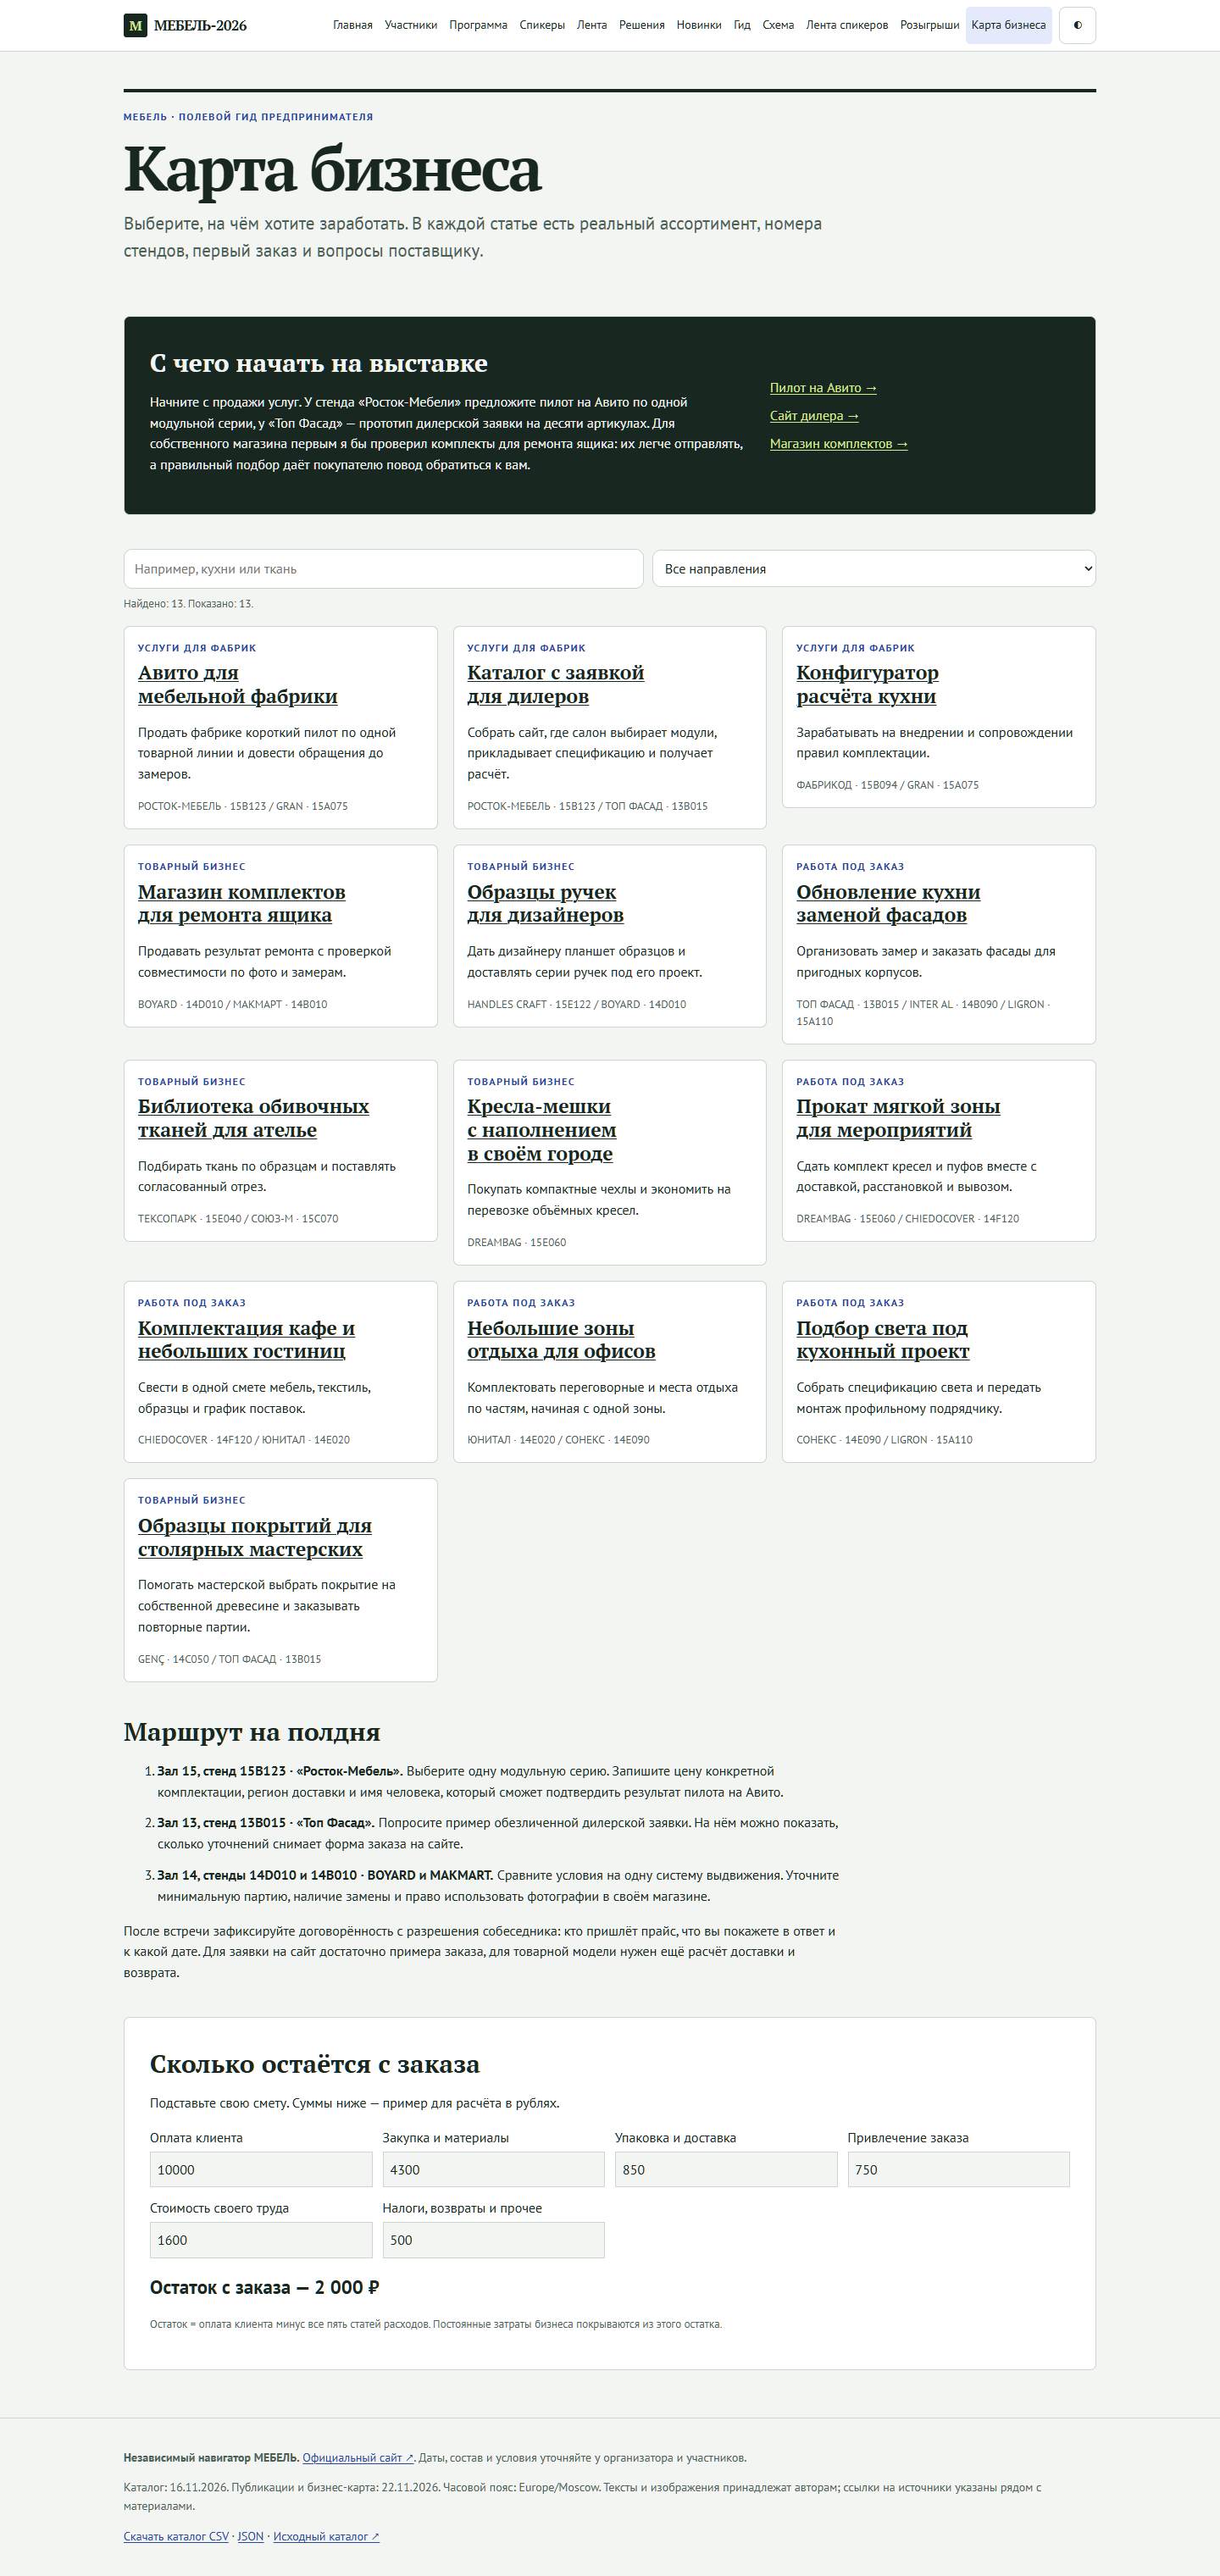 М МЕБЕЛЬ-2026
Главная Участники Программа Спикеры Лента Решения Новинки Гид Схема Лента спикеров Розыгрыши Карта бизнеса
МЕБЕЛЬ · ПОЛЕВОЙ ГИД ПРЕДПРИНИМАТЕЛЯ
Карта бизнеса
Выберите, на чём хотите заработать. В каждой статье есть реальный ассортимент, номера
стендов, первый заказ и вопросы поставщику.
С чего начать на выставке
Начните с продажи услуг. У стенда «Росток-Мебели» предложите пилот на Авито по одной
модульной серии, у «Топ Фасад» — прототип дилерской заявки на десяти артикулах. Для
собственного магазина первым я бы проверил комплекты для ремонта ящика: их легче отправлять,
а правильный подбор даёт покупателю повод обратиться к вам.
Пилот на Авито →
Сайт дилера →
Магазин комплектов →
Например, кухни или ткань
Все направления
Найдено: 13. Показано: 13.
УСЛУГИ ДЛЯ ФАБРИК
Авито для
мебельной фабрики
Продать фабрике короткий пилот по одной
товарной линии и довести обращения до
замеров.
РОСТОК-МЕБЕЛЬ · 15B123 / GRAN · 15A075
УСЛУГИ ДЛЯ ФАБРИК
Каталог с заявкой
для дилеров
Собрать сайт, где салон выбирает модули,
прикладывает спецификацию и получает
расчёт.
РОСТОК-МЕБЕЛЬ · 15B123 / ТОП ФАСАД · 13B015
УСЛУГИ ДЛЯ ФАБРИК
Конфигуратор
расчёта кухни
Зарабатывать на внедрении и сопровождении
правил комплектации.
ФАБРИКОД · 15B094 / GRAN · 15A075
ТОВАРНЫЙ БИЗНЕС
Магазин комплектов
для ремонта ящика
Продавать результат ремонта с проверкой
совместимости по фото и замерам.
BOYARD · 14D010 / МАКМАРТ · 14B010
ТОВАРНЫЙ БИЗНЕС
Образцы ручек
для дизайнеров
Дать дизайнеру планшет образцов и
доставлять серии ручек под его проект.
HANDLES CRAFT · 15E122 / BOYARD · 14D010
РАБОТА ПОД ЗАКАЗ
Обновление кухни
заменой фасадов
Организовать замер и заказать фасады для
пригодных корпусов.
ТОП ФАСАД · 13B015 / INTER AL · 14B090 / LIGRON ·
15A110
ТОВАРНЫЙ БИЗНЕС
Библиотека обивочных
тканей для ателье
Подбирать ткань по образцам и поставлять
согласованный отрез.
ТЕКСОПАРК · 15E040 / СОЮЗ-М · 15C070
ТОВАРНЫЙ БИЗНЕС
Кресла-мешки
с наполнением
в своём городе
Покупать компактные чехлы и экономить на
перевозке объёмных кресел.
DREAMBAG · 15E060
РАБОТА ПОД ЗАКАЗ
Прокат мягкой зоны
для мероприятий
Сдать комплект кресел и пуфов вместе с
доставкой, расстановкой и вывозом.
DREAMBAG · 15E060 / CHIEDOCOVER · 14F120
РАБОТА ПОД ЗАКАЗ
Комплектация кафе и
небольших гостиниц
Свести в одной смете мебель, текстиль,
образцы и график поставок.
CHIEDOCOVER · 14F120 / ЮНИТАЛ · 14E020
РАБОТА ПОД ЗАКАЗ
Небольшие зоны
отдыха для офисов
Комплектовать переговорные и места отдыха
по частям, начиная с одной зоны.
ЮНИТАЛ · 14E020 / СОНЕКС · 14E090
РАБОТА ПОД ЗАКАЗ
Подбор света под
кухонный проект
Собрать спецификацию света и передать
монтаж профильному подрядчику.
СОНЕКС · 14E090 / LIGRON · 15A110
ТОВАРНЫЙ БИЗНЕС
Образцы покрытий для
столярных мастерских
Помогать мастерской выбрать покрытие на
собственной древесине и заказывать
повторные партии.
GENÇ · 14C050 / ТОП ФАСАД · 13B015
Маршрут на полдня
1. Зал 15, стенд 15B123 · «Росток-Мебель». Выберите одну модульную серию. Запишите цену конкретной
комплектации, регион доставки и имя человека, который сможет подтвердить результат пилота на Авито.
2. Зал 13, стенд 13B015 · «Топ Фасад». Попросите пример обезличенной дилерской заявки. На нём можно показать,
сколько уточнений снимает форма заказа на сайте.
3. Зал 14, стенды 14D010 и 14B010 · BOYARD и МАКМАРТ. Сравните условия на одну систему выдвижения. Уточните
минимальную партию, наличие замены и право использовать фотографии в своём магазине.
После встречи зафиксируйте договорённость с разрешения собеседника: кто пришлёт прайс, что вы покажете в ответ и
к какой дате. Для заявки на сайт достаточно примера заказа, для товарной модели нужен ещё расчёт доставки и
возврата.
Сколько остаётся с заказа
Подставьте свою смету. Суммы ниже — пример для расчёта в рублях.
Оплата клиента Закупка и материалы Упаковка и доставка Привлечение заказа
10000 4300 850 750
Стоимость своего труда Налоги, возвраты и прочее
1600 500
Остаток с заказа — 2 000 ₽
Остаток = оплата клиента минус все пять статей расходов. Постоянные затраты бизнеса покрываются из этого остатка.
Независимый навигатор МЕБЕЛЬ. Официальный сайт ↗. Даты, состав и условия уточняйте у организатора и участников.
Каталог: 16.11.2026. Публикации и бизнес-карта: 22.11.2026. Часовой пояс: Europe/Moscow. Тексты и изображения принадлежат авторам; ссылки на источники указаны рядом с
материалами.
Скачать каталог CSV · JSON · Исходный каталог ↗